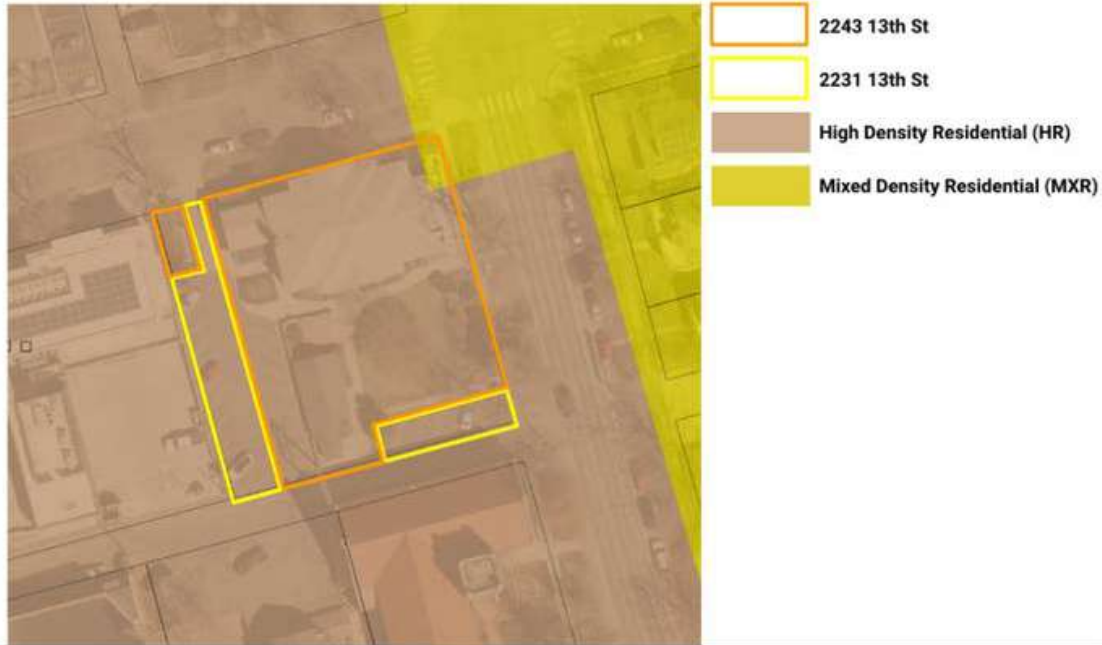 2243 13th St
2231 13th St
High Density Residential (HR)
Mixed Density Residential (MXR)